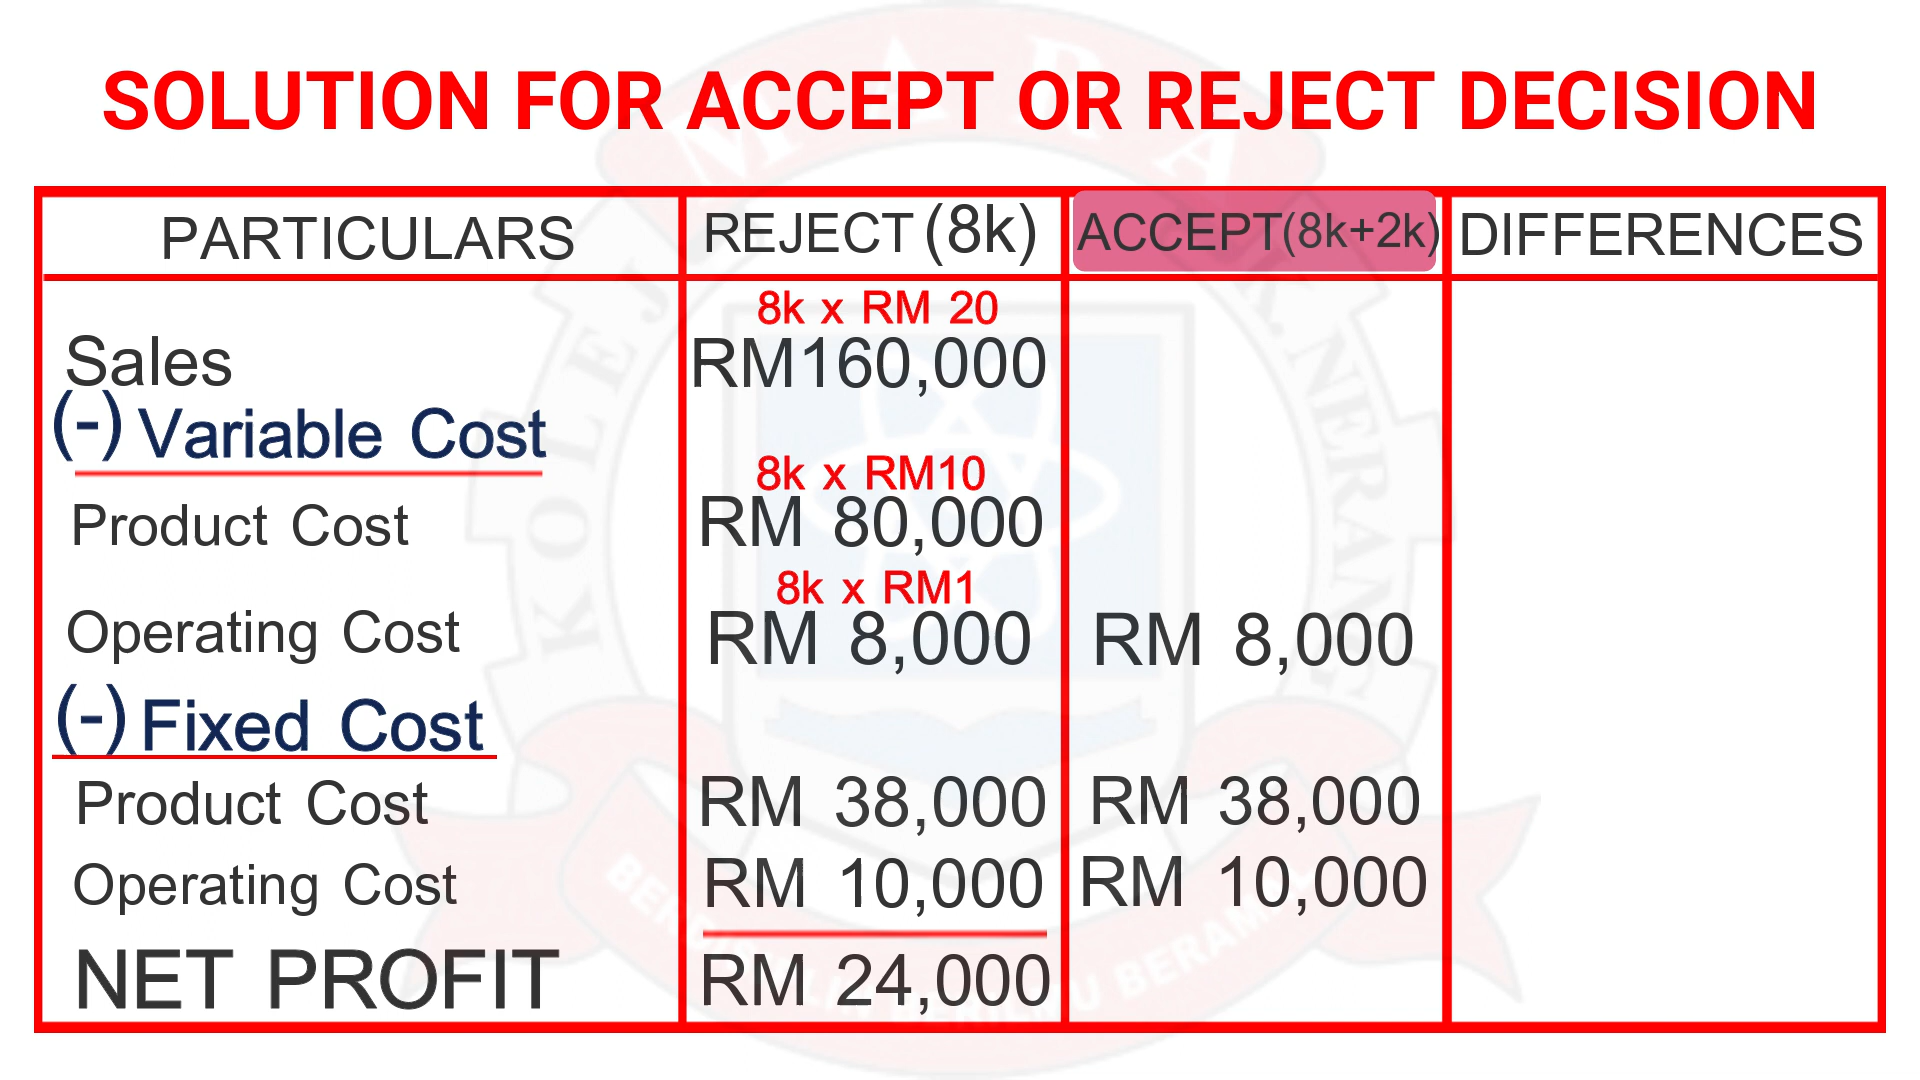 SOLUTION FOR ACCEPT OR REJECT DECISION
PARTICULARS REJECT (8k) ACCEPT(8k+2k) DIFFERENCES
8k x RM 20
Sales RM160,000
(-) Variable Cost
8k x RM10
Product Cost RM 80,000
8k x RM1
Operating Cost RM 8,000 RM 8,000
(-) Fixed Cost
Product Cost RM 38,000 RM 38,000
Operating Cost RM 10,000 RM 10,000
NET PROFIT RM 24,000
KOLEJ MARA K. NERANG